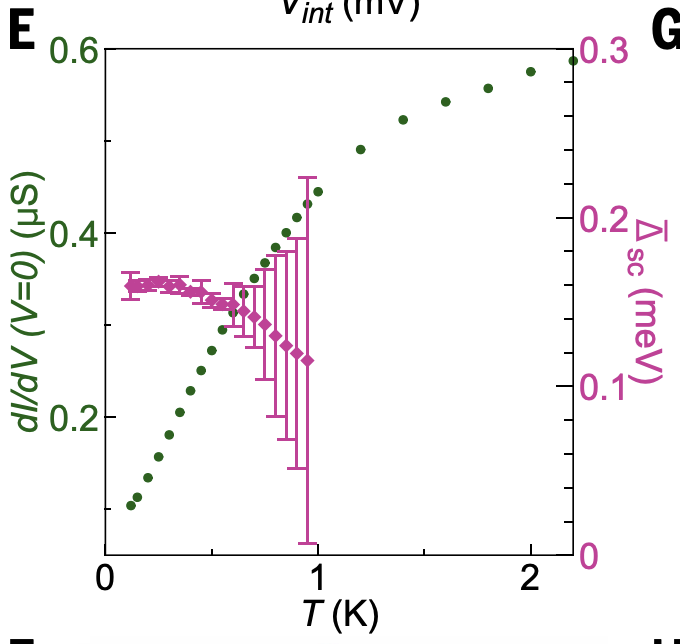 V_int (mV)
E
G
0.6
0.4
0.2
dI/dV (V=0) (μS)
0.3
0.2
0.1
0
Δ̅_sc (meV)
0
1
2
T (K)